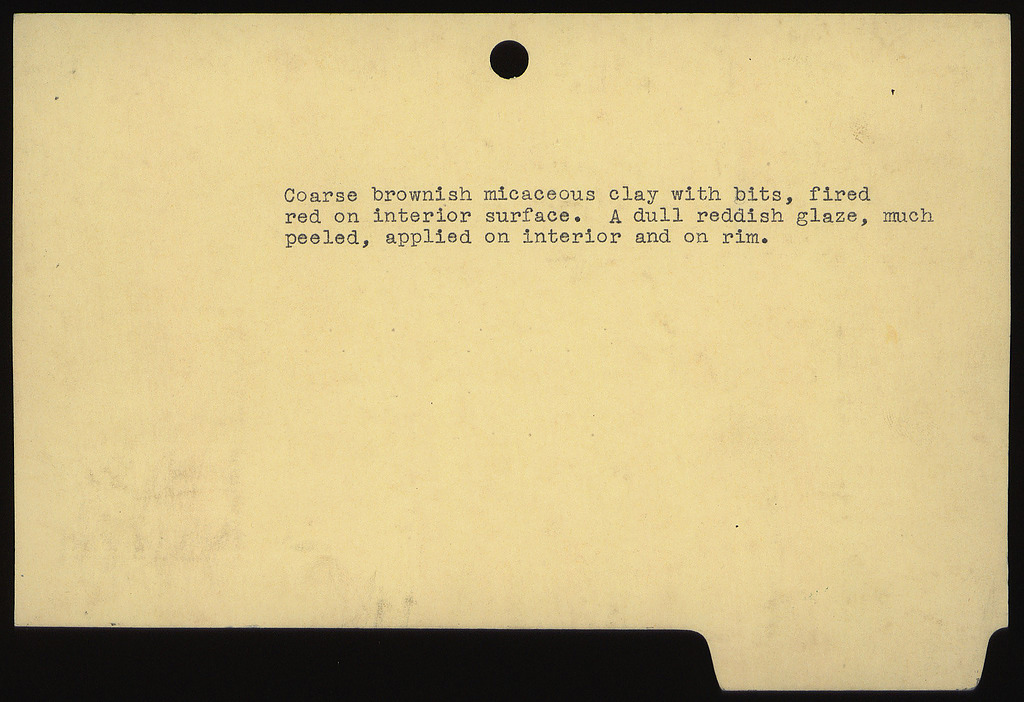 Coarse brownish micaceous clay with bits, fired
red on interior surface.  A dull reddish glaze, much
peeled, applied on interior and on rim.